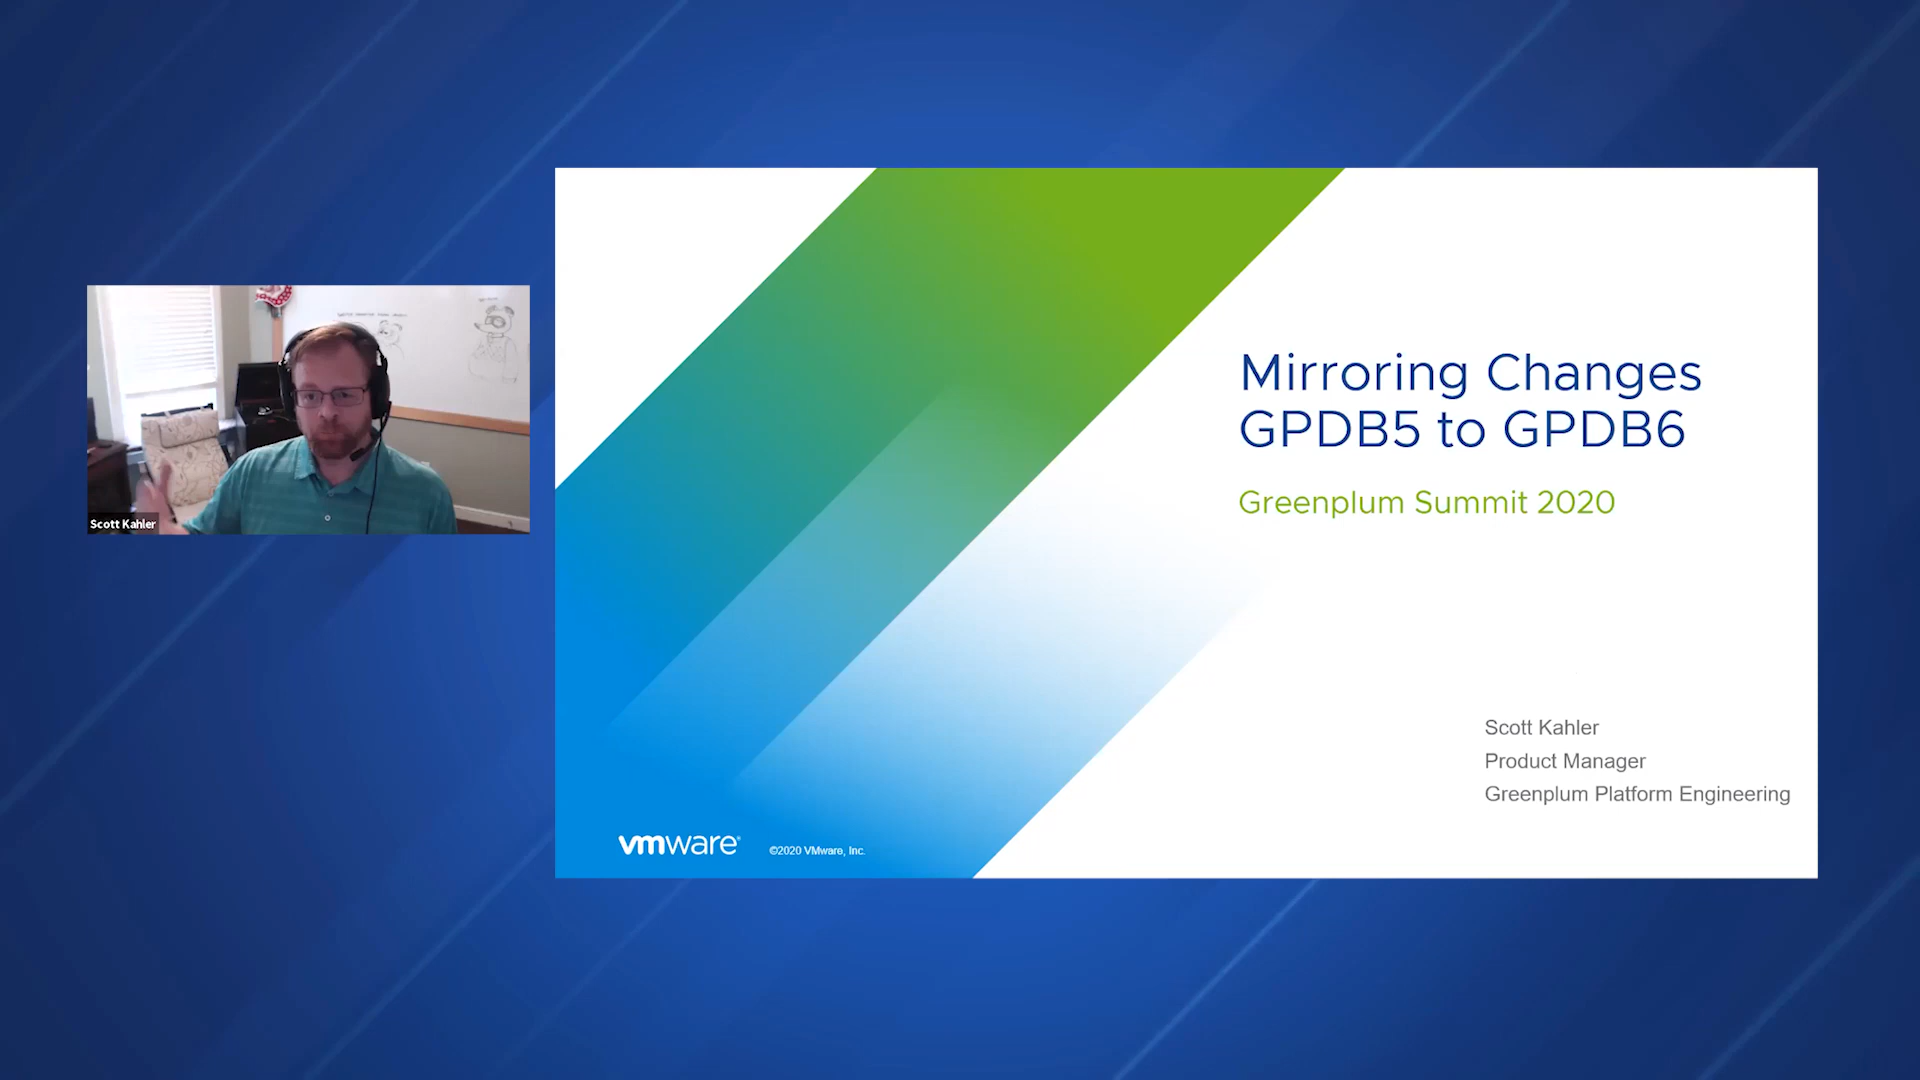 Scott Kahler
Mirroring Changes
GPDB5 to GPDB6
Greenplum Summit 2020
Scott Kahler
Product Manager
Greenplum Platform Engineering
vmware®
©2020 VMware, Inc.